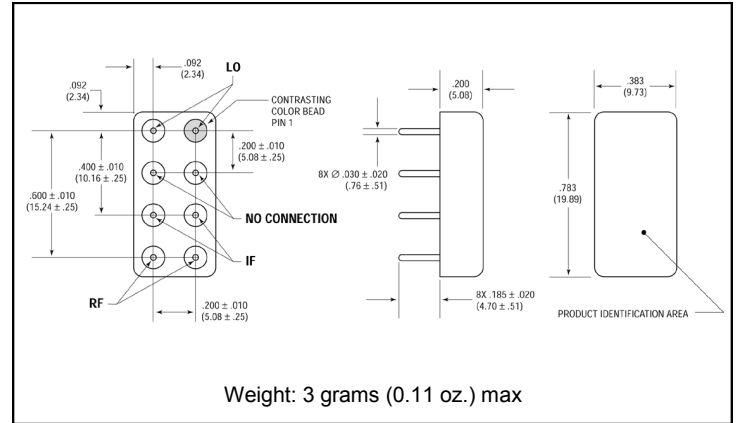 .092
(2.34)
LO
.092
(2.34)
CONTRASTING
COLOR BEAD
PIN 1
.200 ± .010
(5.08 ± .25)
.400 ± .010
(10.16 ± .25)
.600 ± .010
(15.24 ± .25)
NO CONNECTION
IF
RF
.200 ± .010
(5.08 ± .25)
.200
(5.08)
8X Ø .030 ± .020
(.76 ± .51)
8X .185 ± .020
(4.70 ± .51)
.383
(9.73)
.783
(19.89)
PRODUCT IDENTIFICATION AREA
Weight: 3 grams (0.11 oz.) max